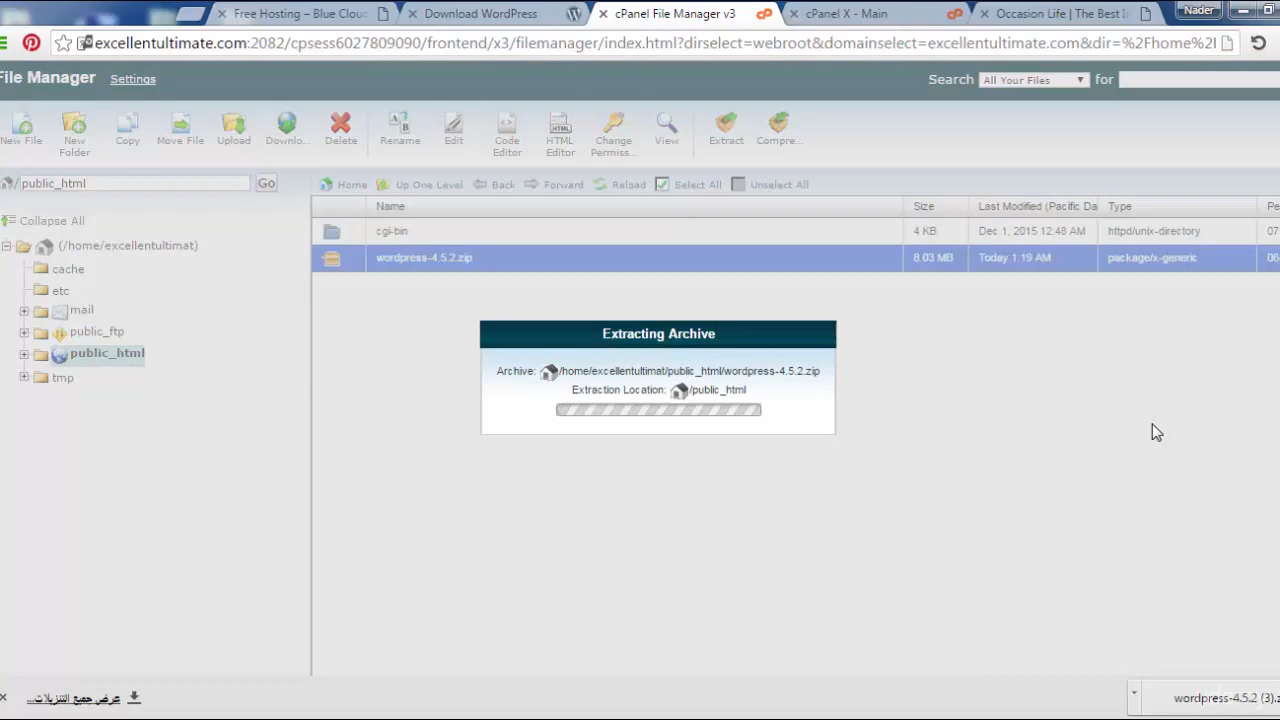 Free Hosting – Blue Clou
Download WordPress
cPanel File Manager v3
cPanel X - Main
Occasion Life | The Best I
Nader
excellentultimate.com:2082/cpsess6027809090/frontend/x3/filemanager/index.html?dirselect=webroot&domainselect=excellentultimate.com&dir=%2Fhome%2
File Manager
Settings
Search
All Your Files
for
New File
New Folder
Copy
Move File
Upload
Downlo...
Delete
Rename
Edit
Code Editor
HTML Editor
Change Permiss...
View
Extract
Compre...
/public_html
Go
Home
Up One Level
Back
Forward
Reload
Select All
Unselect All
Collapse All
(/home/excellentultimat)
cache
etc
mail
public_ftp
public_html
tmp
Name Size Last Modified (Pacific Da Type Pe
cgi-bin 4 KB Dec 1, 2015 12:48 AM httpd/unix-directory 07
wordpress-4.5.2.zip 8.03 MB Today 1:19 AM package/x-generic 06
Extracting Archive
Archive: /home/excellentultimat/public_html/wordpress-4.5.2.zip
Extraction Location: /public_html
عرض جميع التنزيلات...
wordpress-4.5.2 (3).z